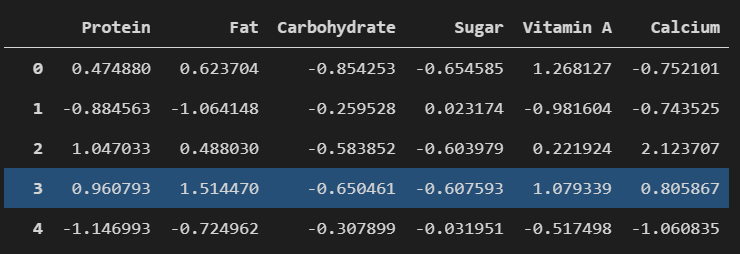 Protein Fat Carbohydrate Sugar Vitamin A Calcium
0 0.474880 0.623704 -0.854253 -0.654585 1.268127 -0.752101
1 -0.884563 -1.064148 -0.259528 0.023174 -0.981604 -0.743525
2 1.047033 0.488030 -0.583852 -0.603979 0.221924 2.123707
3 0.960793 1.514470 -0.650461 -0.607593 1.079339 0.805867
4 -1.146993 -0.724962 -0.307899 -0.031951 -0.517498 -1.060835